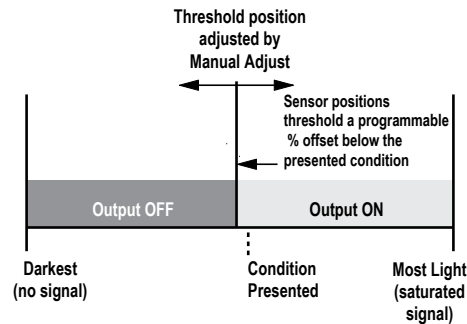 Threshold position
adjusted by
Manual Adjust
Sensor positions
threshold a programmable
% offset below the
presented condition
Output OFF
Output ON
Darkest
(no signal)
Condition
Presented
Most Light
(saturated
signal)